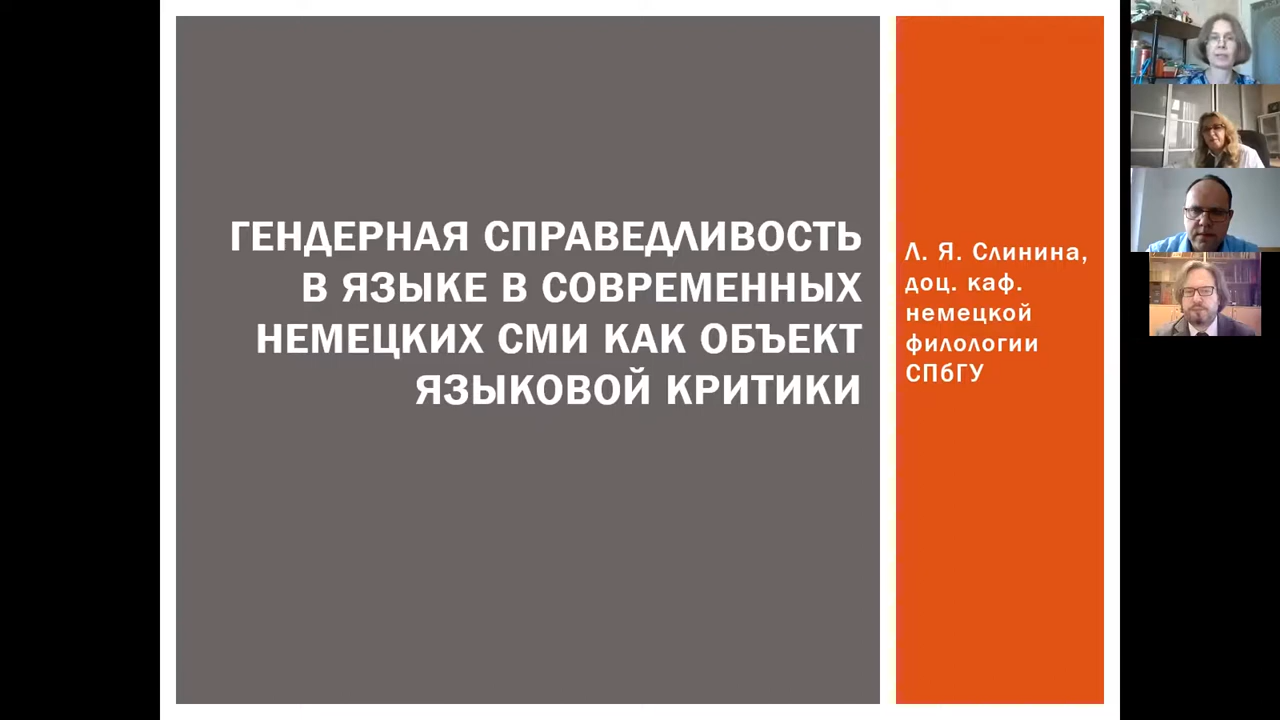 ГЕНДЕРНАЯ СПРАВЕДЛИВОСТЬ
В ЯЗЫКЕ В СОВРЕМЕННЫХ
НЕМЕЦКИХ СМИ КАК ОБЪЕКТ
ЯЗЫКОВОЙ КРИТИКИ
Л. Я. Слинина,
доц. каф.
немецкой
филологии
СПбГУ